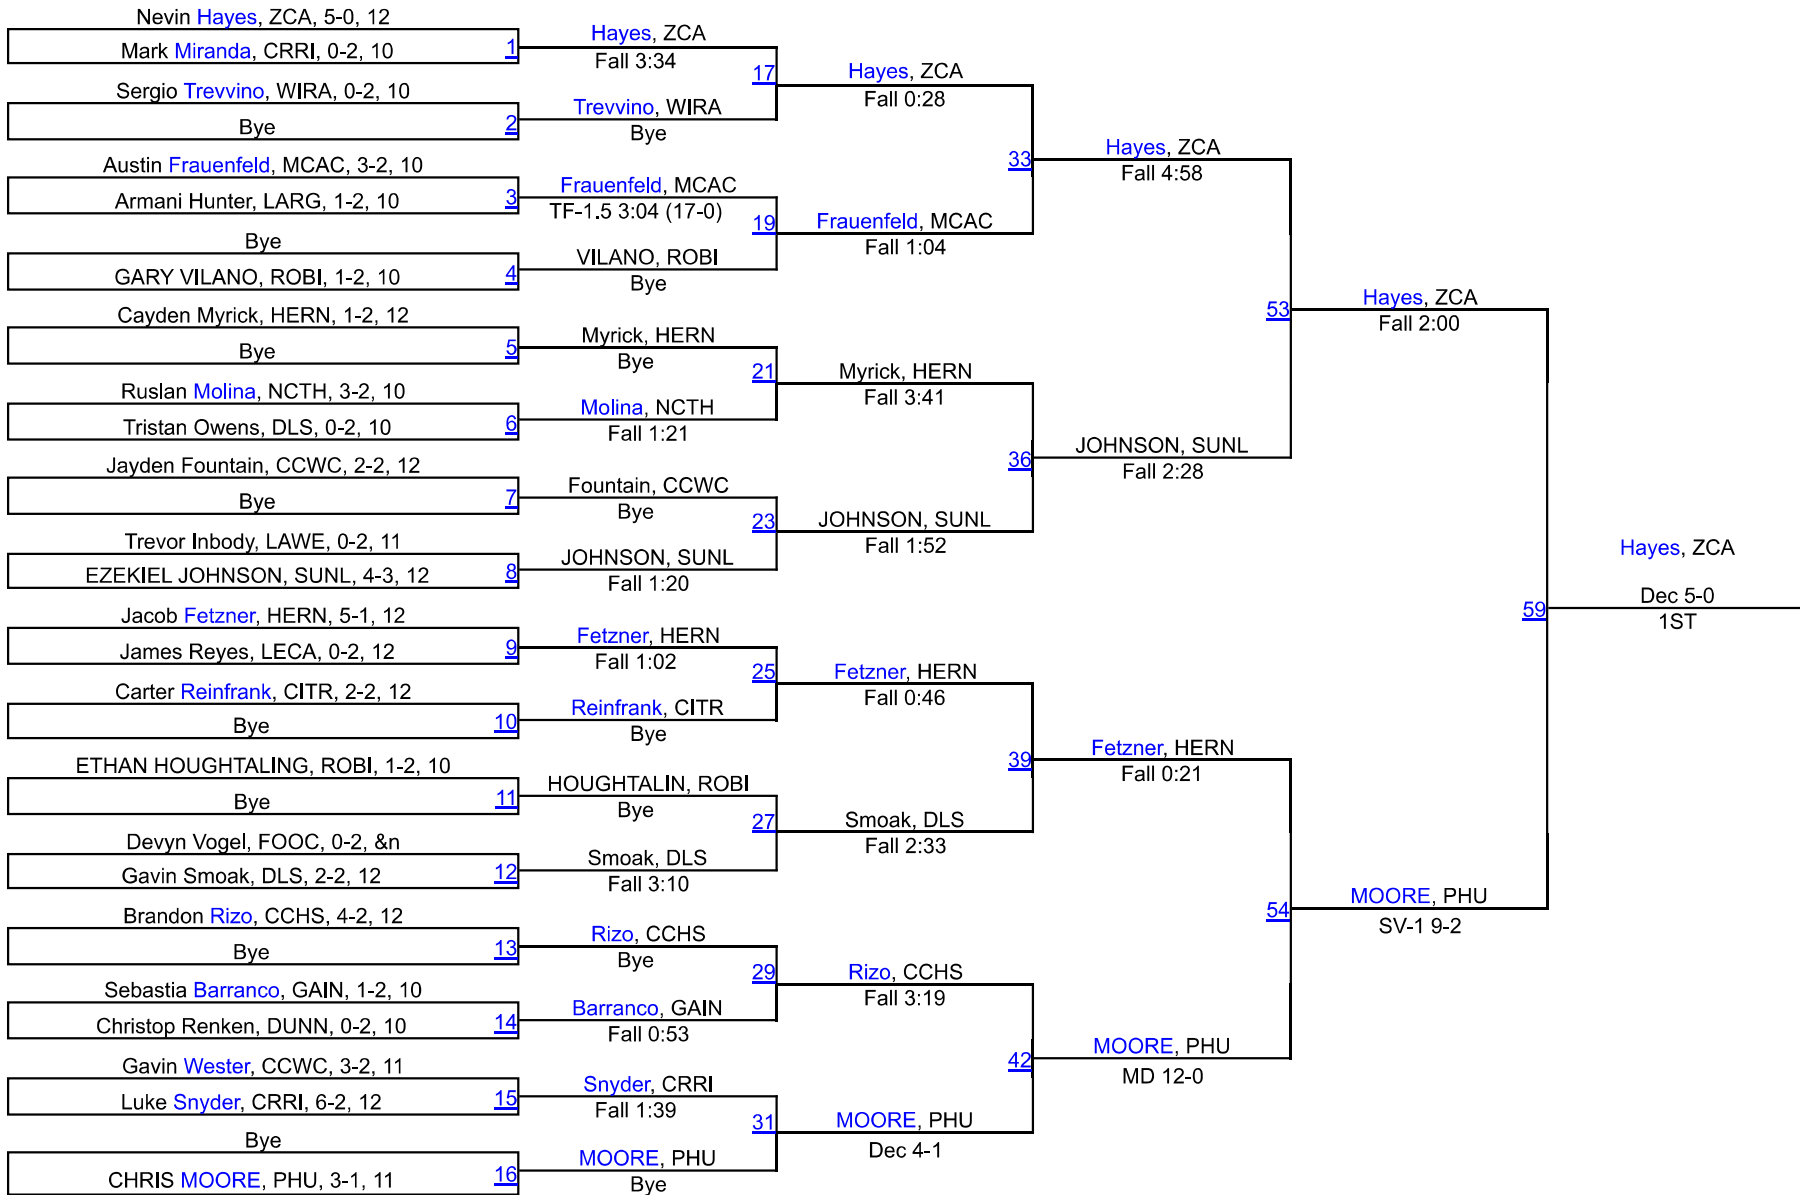 Nevin Hayes, ZCA, 5-0, 12
Mark Miranda, CRRI, 0-2, 10
1
Sergio Trevvino, WIRA, 0-2, 10
Bye
2
Austin Frauenfeld, MCAC, 3-2, 10
Armani Hunter, LARG, 1-2, 10
3
Bye
GARY VILANO, ROBI, 1-2, 10
4
Cayden Myrick, HERN, 1-2, 12
Bye
5
Ruslan Molina, NCTH, 3-2, 10
Tristan Owens, DLS, 0-2, 10
6
Jayden Fountain, CCWC, 2-2, 12
Bye
7
Trevor Inbody, LAWE, 0-2, 11
EZEKIEL JOHNSON, SUNL, 4-3, 12
8
Jacob Fetzner, HERN, 5-1, 12
James Reyes, LECA, 0-2, 12
9
Carter Reinfrank, CITR, 2-2, 12
Bye
10
ETHAN HOUGHTALING, ROBI, 1-2, 10
Bye
11
Devyn Vogel, FOOC, 0-2, &n
Gavin Smoak, DLS, 2-2, 12
12
Brandon Rizo, CCHS, 4-2, 12
Bye
13
Sebastia Barranco, GAIN, 1-2, 10
Christop Renken, DUNN, 0-2, 10
14
Gavin Wester, CCWC, 3-2, 11
Luke Snyder, CRRI, 6-2, 12
15
Bye
CHRIS MOORE, PHU, 3-1, 11
16
Hayes, ZCA
Fall 3:34
17
Trevvino, WIRA
Bye
Frauenfeld, MCAC
TF-1.5 3:04 (17-0)
19
VILANO, ROBI
Bye
Myrick, HERN
Bye
21
Molina, NCTH
Fall 1:21
Fountain, CCWC
Bye
23
JOHNSON, SUNL
Fall 1:20
Fetzner, HERN
Fall 1:02
25
Reinfrank, CITR
Bye
HOUGHTALIN, ROBI
Bye
27
Smoak, DLS
Fall 3:10
Rizo, CCHS
Bye
29
Barranco, GAIN
Fall 0:53
Snyder, CRRI
Fall 1:39
31
MOORE, PHU
Bye
Hayes, ZCA
Fall 0:28
33
Frauenfeld, MCAC
Fall 1:04
Myrick, HERN
Fall 3:41
36
JOHNSON, SUNL
Fall 1:52
Fetzner, HERN
Fall 0:46
39
Smoak, DLS
Fall 2:33
Rizo, CCHS
Fall 3:19
42
MOORE, PHU
Dec 4-1
Hayes, ZCA
Fall 4:58
53
JOHNSON, SUNL
Fall 2:28
Fetzner, HERN
Fall 0:21
54
MOORE, PHU
MD 12-0
Hayes, ZCA
Fall 2:00
59
MOORE, PHU
SV-1 9-2
Hayes, ZCA
Dec 5-0
1ST